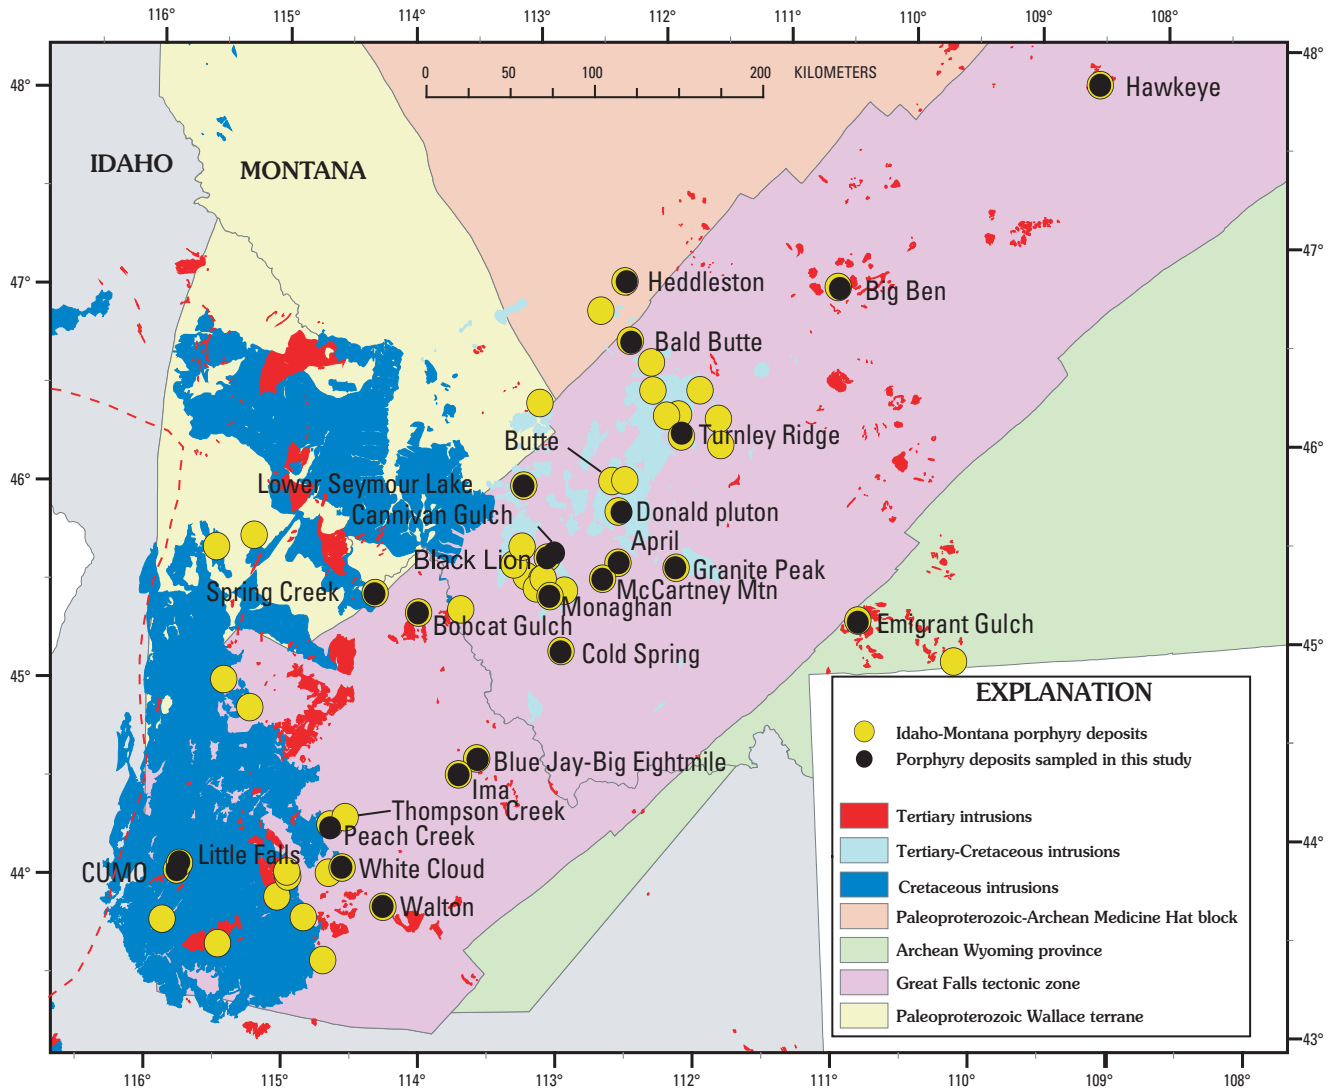 116° 115° 114° 113° 112° 111° 110° 109° 108°
48° 48°
0 50 100 200 KILOMETERS
Hawkeye
IDAHO MONTANA
47° 47°
Heddleston
Big Ben
Bald Butte
Butte
Turnley Ridge
46° 46°
Lower Seymour Lake
Cannivan Gulch
Donald pluton
April
Black Lion
Granite Peak
Spring Creek
McCartney Mtn
Monaghan
Bobcat Gulch
Emigrant Gulch
Cold Spring
45° 45°
Blue Jay-Big Eightmile
Ima
Thompson Creek
Peach Creek
Little Falls
White Cloud
CUMO
44° 44°
Walton
EXPLANATION
Idaho-Montana porphyry deposits
Porphyry deposits sampled in this study
Tertiary intrusions
Tertiary-Cretaceous intrusions
Cretaceous intrusions
Paleoproterozoic-Archean Medicine Hat block
Archean Wyoming province
Great Falls tectonic zone
Paleoproterozoic Wallace terrane
43°
116° 115° 114° 113° 112° 111° 110° 109° 108°